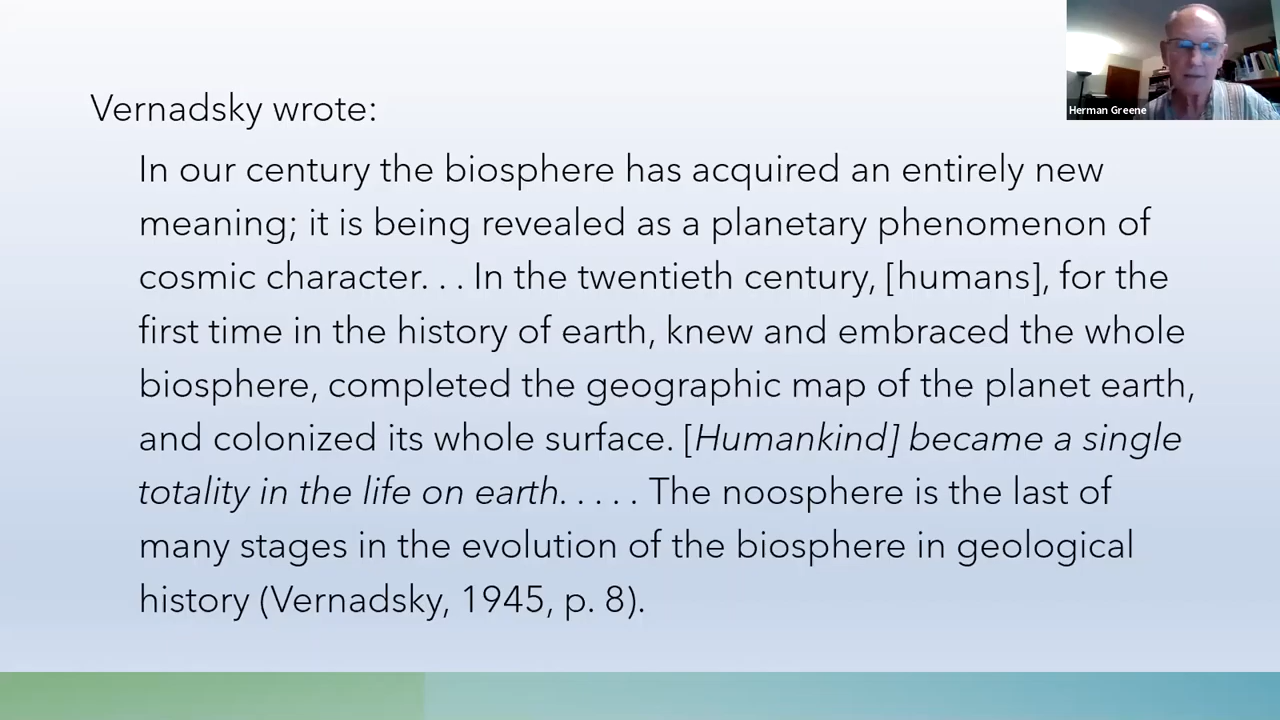 Herman Greene
Vernadsky wrote:
In our century the biosphere has acquired an entirely new
meaning; it is being revealed as a planetary phenomenon of
cosmic character. . . In the twentieth century, [humans], for the
first time in the history of earth, knew and embraced the whole
biosphere, completed the geographic map of the planet earth,
and colonized its whole surface. [Humankind] became a single
totality in the life on earth. . . . . The noosphere is the last of
many stages in the evolution of the biosphere in geological
history (Vernadsky, 1945, p. 8).